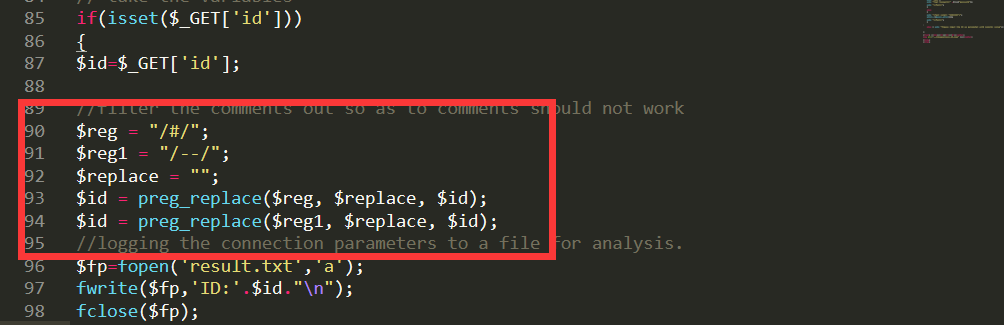 85 if(isset($_GET['id']))
86 {
87 $id=$_GET['id'];
88
89 //filter the comments out so as to comments should not work
90 $reg = "/#/";
91 $reg1 = "/--/";
92 $replace = "";
93 $id = preg_replace($reg, $replace, $id);
94 $id = preg_replace($reg1, $replace, $id);
95 //logging the connection parameters to a file for analysis.
96 $fp=fopen('result.txt','a');
97 fwrite($fp,'ID:'.$id."\n");
98 fclose($fp);